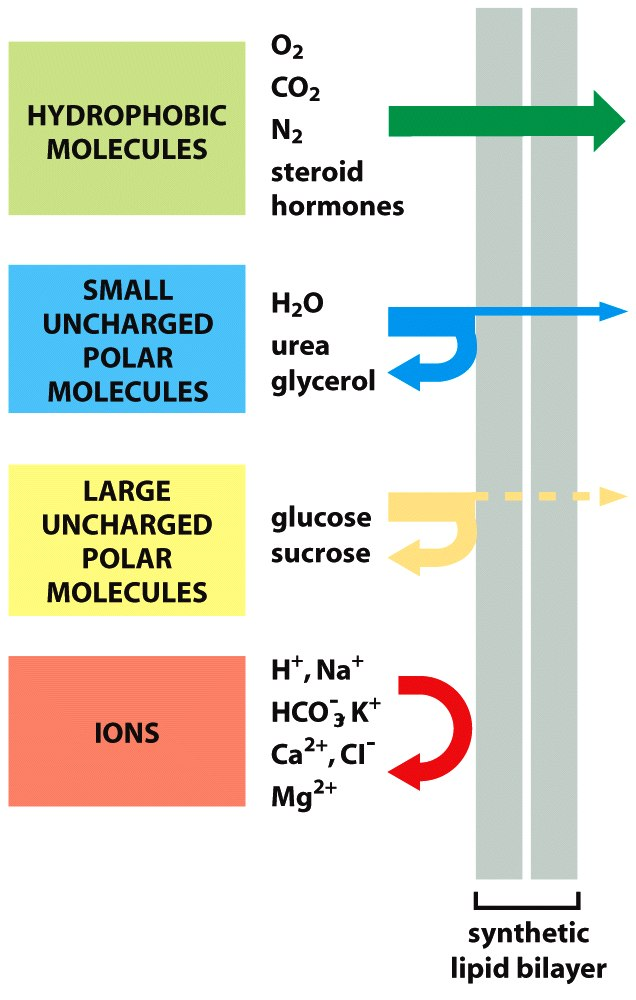 HYDROPHOBIC
MOLECULES
O₂
CO₂
N₂
steroid
hormones
SMALL
UNCHARGED
POLAR
MOLECULES
H₂O
urea
glycerol
LARGE
UNCHARGED
POLAR
MOLECULES
glucose
sucrose
IONS
H⁺, Na⁺
HCO₃⁻, K⁺
Ca²⁺, Cl⁻
Mg²⁺
synthetic
lipid bilayer